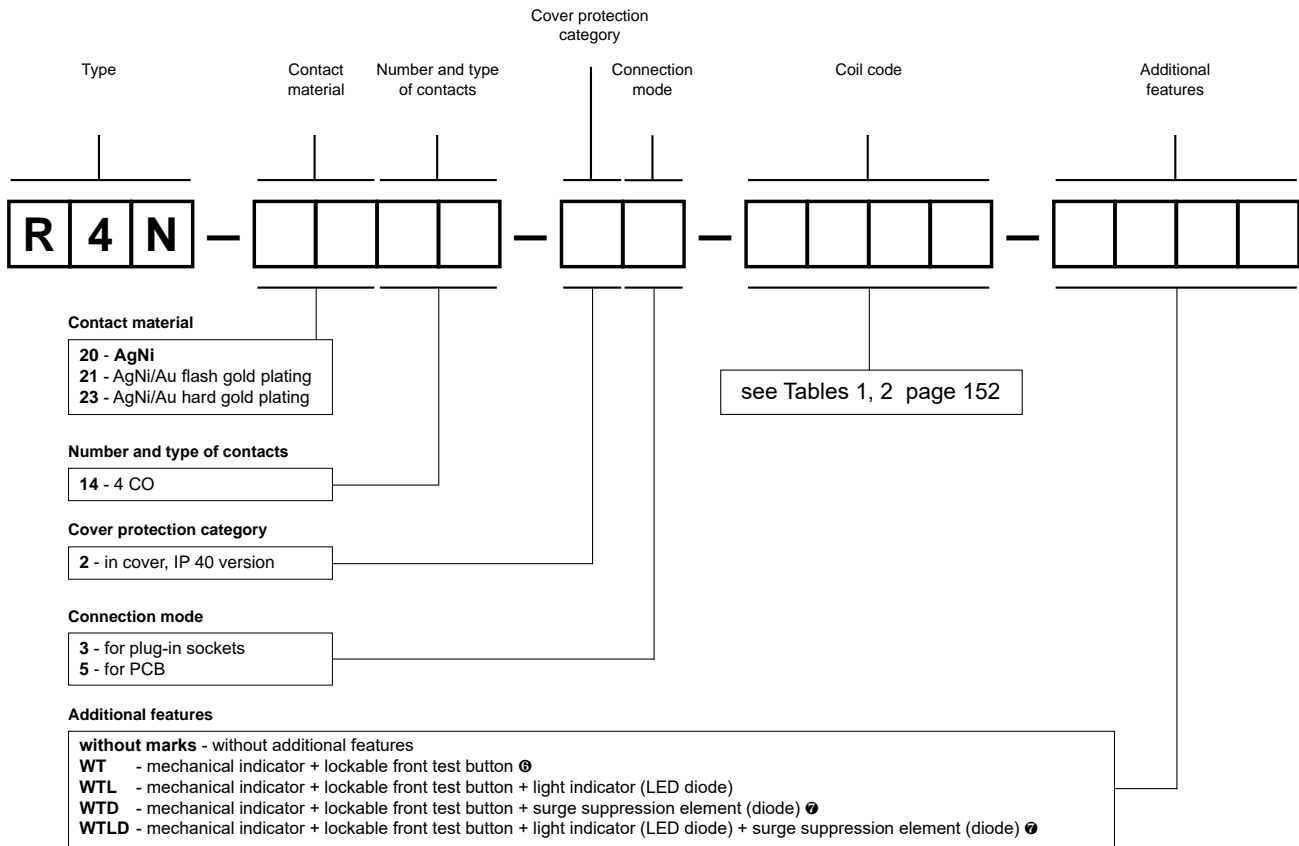 Cover protection
category
Type
Contact
material
Number and type
of contacts
Connection
mode
Coil code
Additional
features
R 4 N – – – –
Contact material
20 - AgNi
21 - AgNi/Au flash gold plating
23 - AgNi/Au hard gold plating
see Tables 1, 2 page 152
Number and type of contacts
14 - 4 CO
Cover protection category
2 - in cover, IP 40 version
Connection mode
3 - for plug-in sockets
5 - for PCB
Additional features
without marks - without additional features
WT - mechanical indicator + lockable front test button ❻
WTL - mechanical indicator + lockable front test button + light indicator (LED diode)
WTD - mechanical indicator + lockable front test button + surge suppression element (diode) ❼
WTLD - mechanical indicator + lockable front test button + light indicator (LED diode) + surge suppression element (diode) ❼